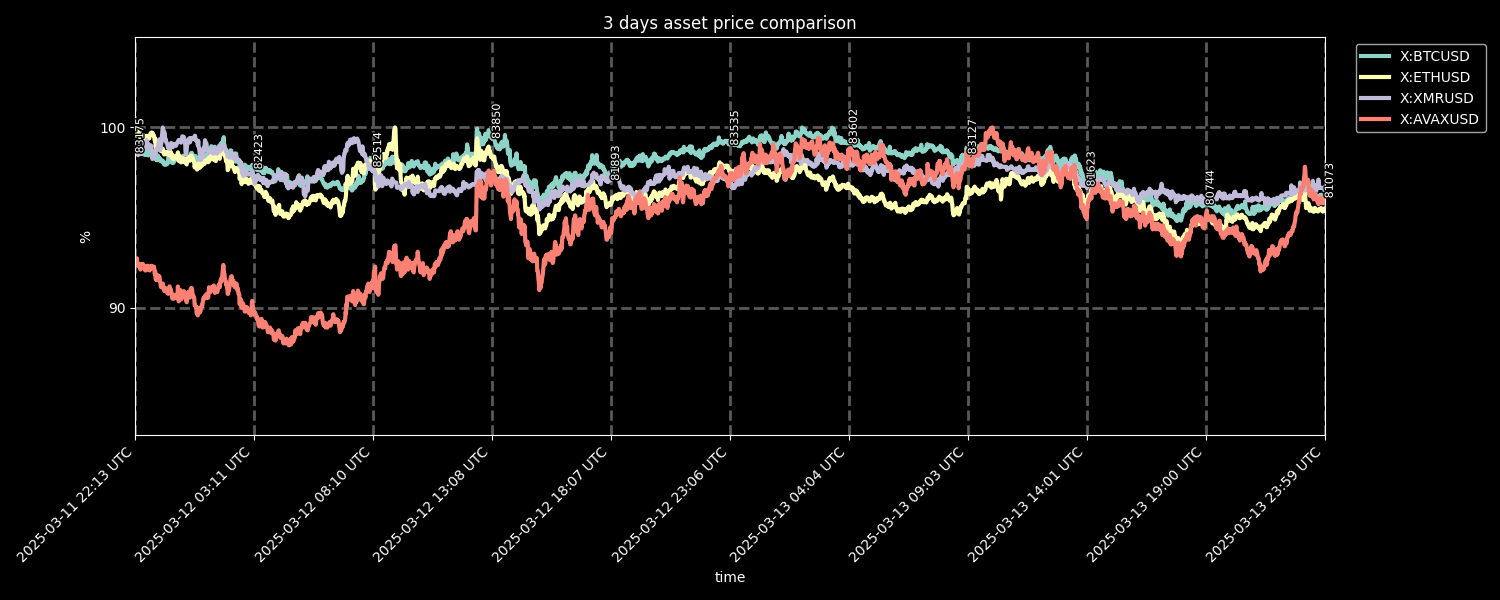 3 days asset price comparison
X:BTCUSD
X:ETHUSD
X:XMRUSD
X:AVAXUSD
100
90
%
82423
82514
83850
81893
83535
83602
83127
81623
80744
81073
2025-03-11 22:13 UTC
2025-03-12 03:11 UTC
2025-03-12 08:10 UTC
2025-03-12 13:08 UTC
2025-03-12 18:07 UTC
2025-03-12 23:06 UTC
2025-03-13 04:04 UTC
2025-03-13 09:03 UTC
2025-03-13 14:01 UTC
2025-03-13 19:00 UTC
2025-03-13 23:59 UTC
time